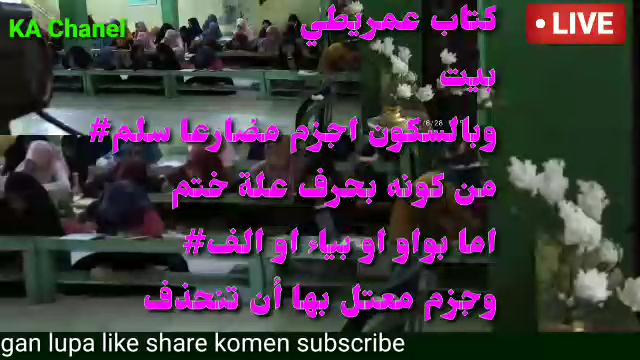 KA Chanel
LIVE
كتاب عمريطي
بيت
وبالسكون اجزم مضارعا سلم#
من كونه بحرف علة ختم
اما بواو او بياء او الف#
وجزم معتل بها أن تنحذف
gan lupa like share komen subscribe